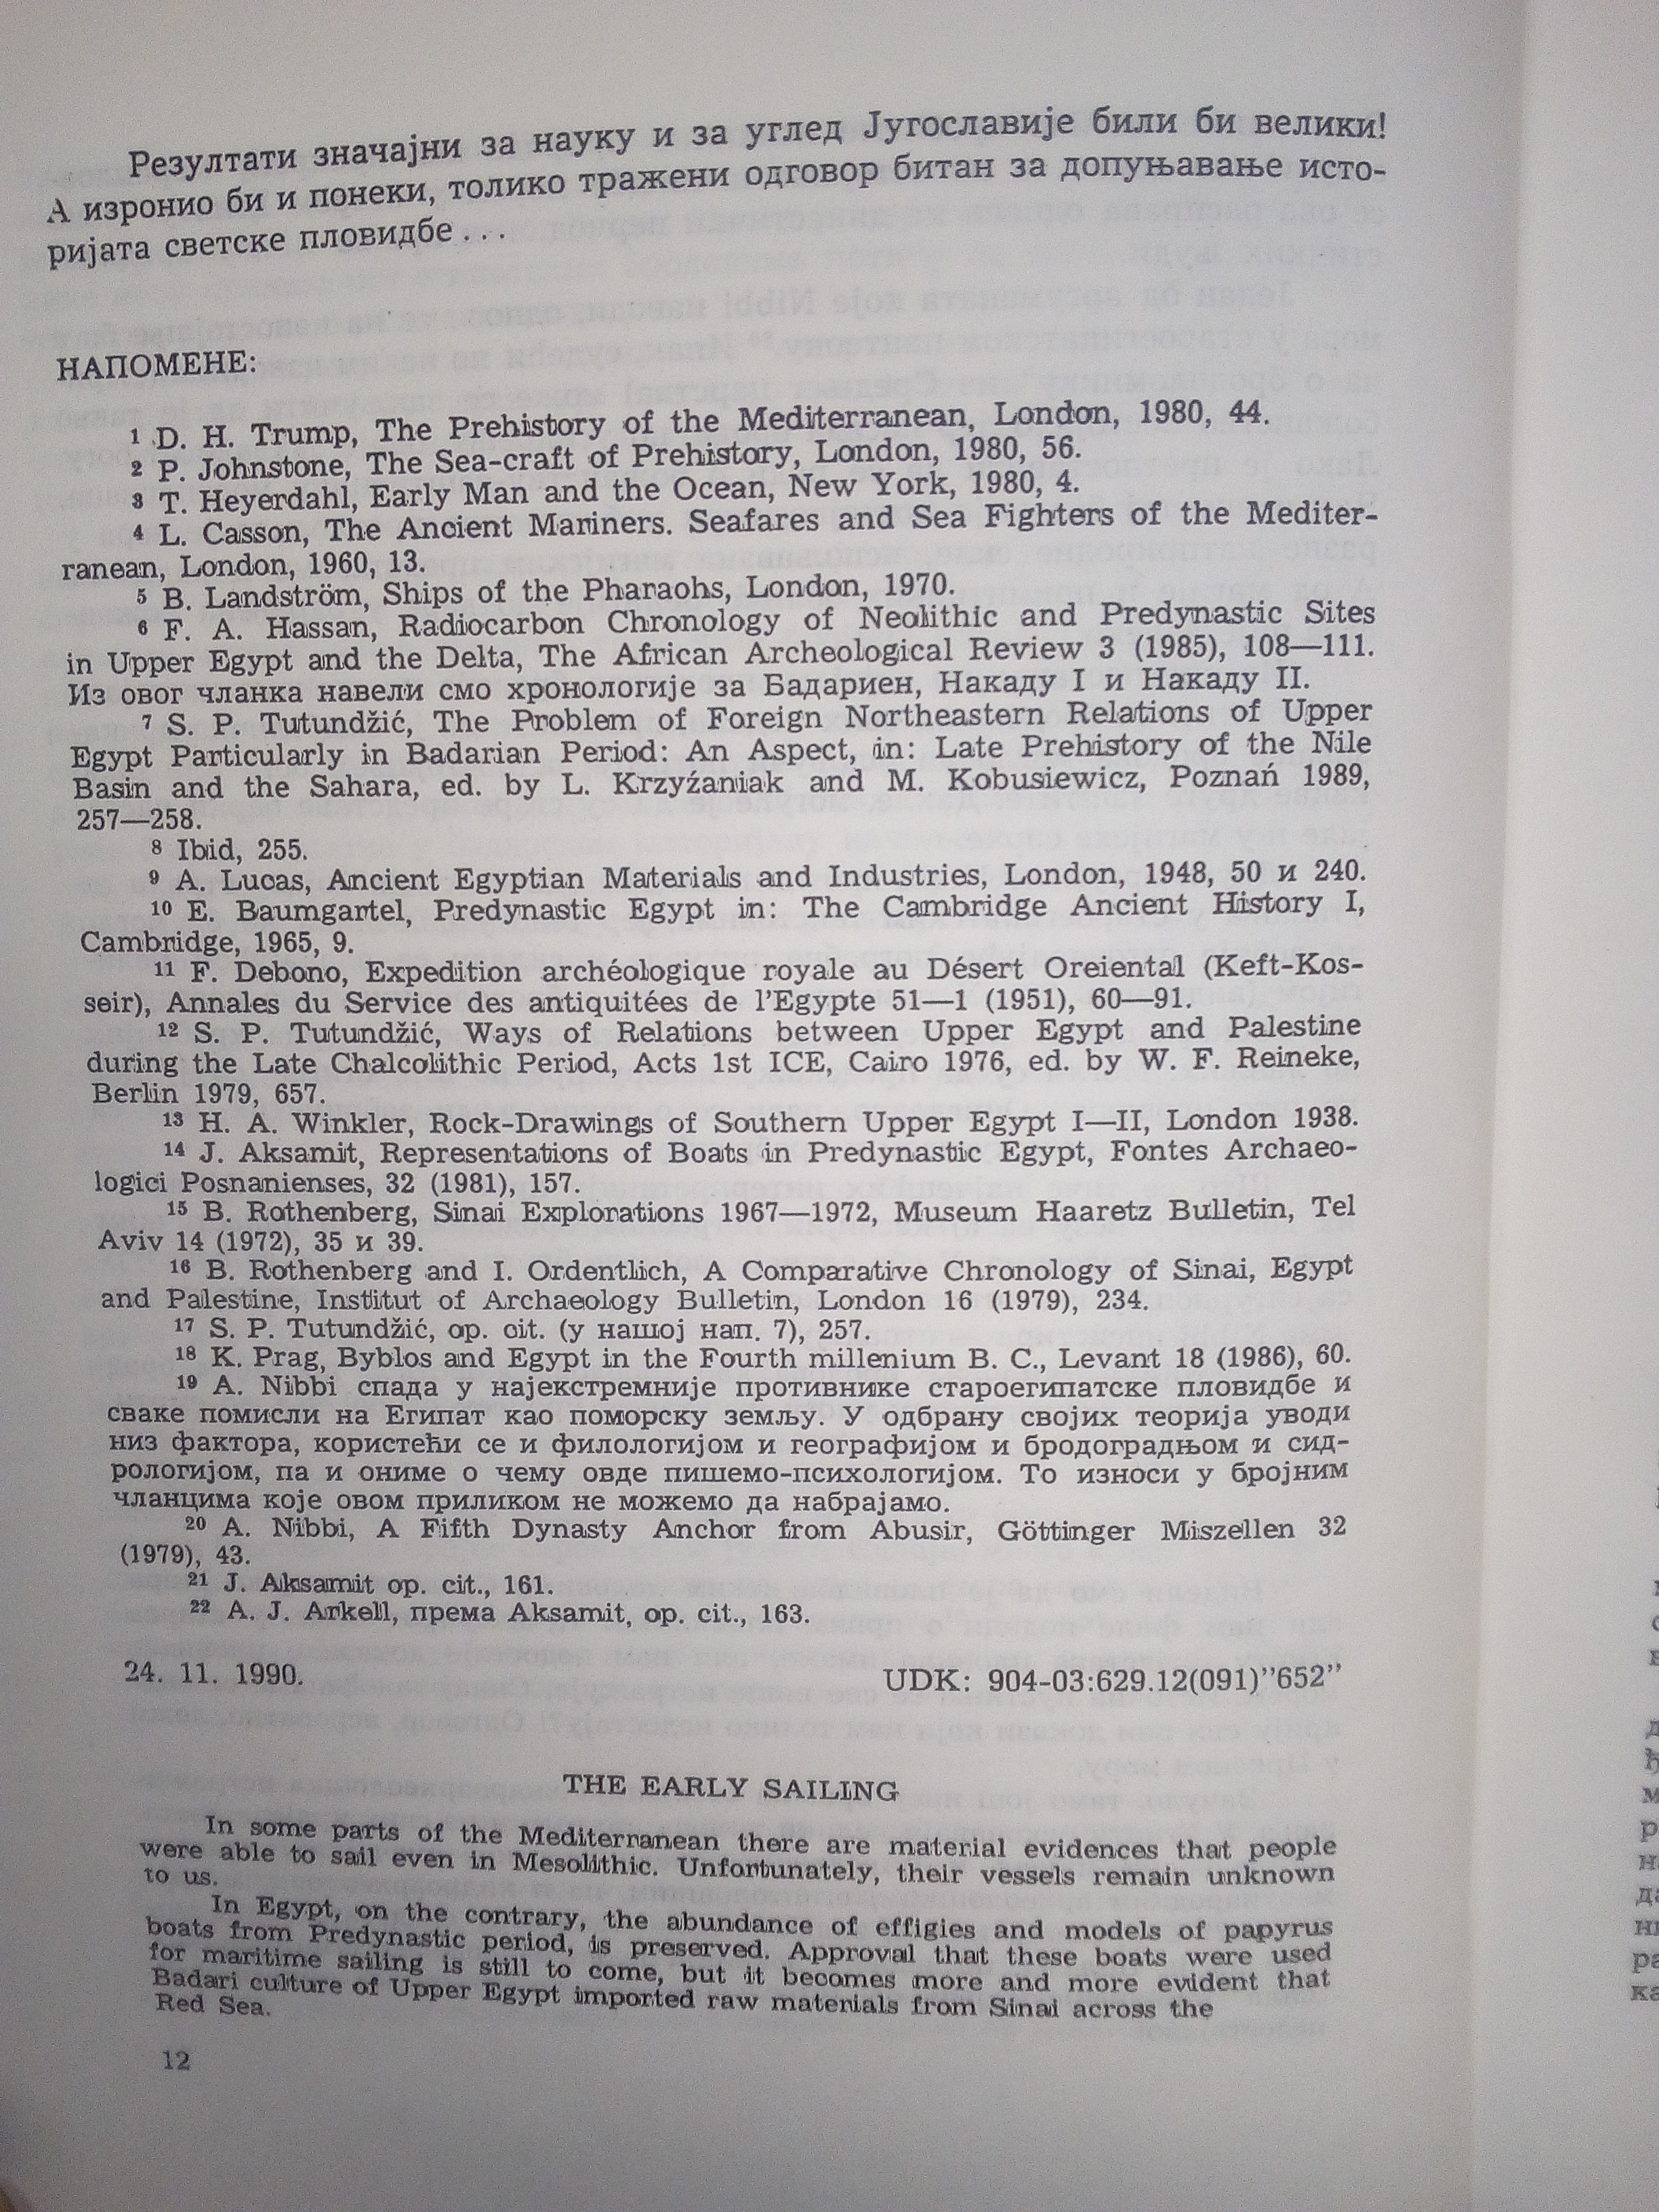 Резултати значајни за науку и за углед Југославије били би велики!
А изронио би и понеки, толико тражени одговор битан за допуњавање исто-
ријата светске пловидбе...
НАПОМЕНЕ:
1 D. H. Trump, The Prehistory of the Mediterranean, London, 1980, 44.
2 P. Johnstone, The Sea-craft of Prehistory, London, 1980, 56.
3 T. Heyerdahl, Early Man and the Ocean, New York, 1980, 4.
4 L. Casson, The Ancient Mariners. Seafares and Sea Fighters of the Mediter-
ranean, London, 1960, 13.
5 B. Landström, Ships of the Pharaohs, London, 1970.
6 F. A. Hassan, Radiocarbon Chronology of Neolithic and Predynastic Sites
in Upper Egypt and the Delta, The African Archeological Review 3 (1985), 108—111.
Из овог чланка навели смо хронологије за Бадариен, Накаду I и Накаду II.
7 S. P. Tutundžić, The Problem of Foreign Northeastern Relations of Upper
Egypt Particularly in Badarian Period: An Aspect, in: Late Prehistory of the Nile
Basin and the Sahara, ed. by L. Krzyźaniak and M. Kobusiewicz, Poznań 1989,
257—258.
8 Ibid, 255.
9 A. Lucas, Ancient Egyptian Materials and Industries, London, 1948, 50 и 240.
10 E. Baumgartel, Predynastic Egypt in: The Cambridge Ancient History I,
Cambridge, 1965, 9.
11 F. Debono, Expedition archéologique royale au Désert Oreiental (Keft-Kos-
seir), Annales du Service des antiquitées de l'Egypte 51—1 (1951), 60—91.
12 S. P. Tutundžić, Ways of Relations between Upper Egypt and Palestine
during the Late Chalcolithic Period, Acts 1st ICE, Cairo 1976, ed. by W. F. Reineke,
Berlin 1979, 657.
13 H. A. Winkler, Rock-Drawings of Southern Upper Egypt I—II, London 1938.
14 J. Aksamit, Representations of Boats in Predynastic Egypt, Fontes Archaeo-
logici Posnanienses, 32 (1981), 157.
15 B. Rothenberg, Sinai Explorations 1967—1972, Museum Haaretz Bulletin, Tel
Aviv 14 (1972), 35 и 39.
16 B. Rothenberg and I. Ordentlich, A Comparative Chronology of Sinai, Egypt
and Palestine, Institut of Archaeology Bulletin, London 16 (1979), 234.
17 S. P. Tutundžić, op. cit. (у нашој нап. 7), 257.
18 K. Prag, Byblos and Egypt in the Fourth millenium B. C., Levant 18 (1986), 60.
19 A. Nibbi спада у најекстремније противнике староегипатске пловидбе и
сваке помисли на Египат као поморску земљу. У одбрану својих теорија уводи
низ фактора, користећи се и филологијом и географијом и бродоградњом и сид-
рологијом, па и ониме о чему овде пишемо-психологијом. То износи у бројним
чланцима које овом приликом не можемо да набрајамо.
20 A. Nibbi, A Fifth Dynasty Anchor from Abusir, Göttinger Miszellen 32
(1979), 43.
21 J. Aksamit op. cit., 161.
22 A. J. Arkell, према Aksamit, op. cit., 163.
24. 11. 1990. UDK: 904-03:629.12(091)”652”
THE EARLY SAILING
In some parts of the Mediterranean there are material evidences that people
were able to sail even in Mesolithic. Unfortunately, their vessels remain unknown
to us.
In Egypt, on the contrary, the abundance of effigies and models of papyrus
boats from Predynastic period, is preserved. Approval that these boats were used
for maritime sailing is still to come, but it becomes more and more evident that
Badari culture of Upper Egypt imported raw materials from Sinai across the
Red Sea.
12